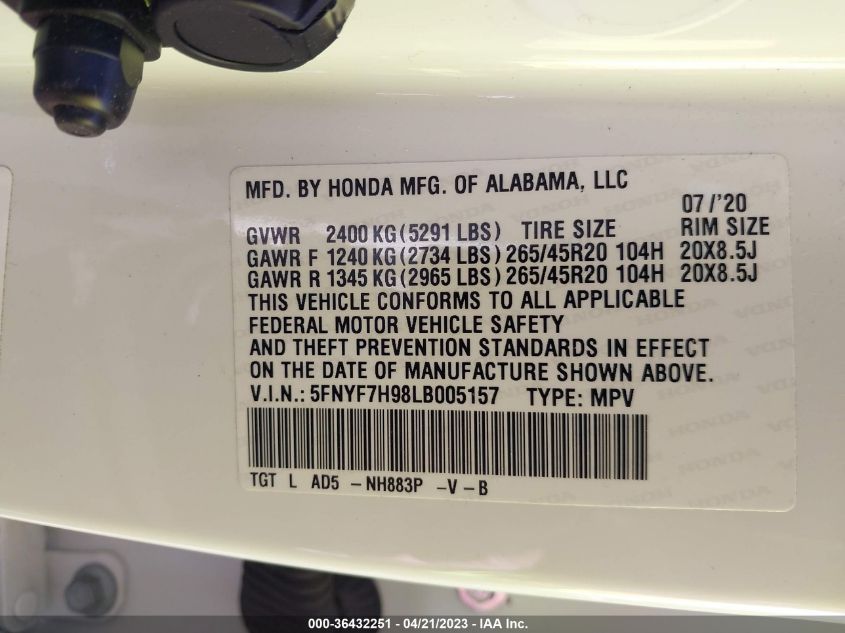 MFD. BY HONDA MFG. OF ALABAMA, LLC
07/'20
GVWR 2400 KG (5291 LBS) TIRE SIZE RIM SIZE
GAWR F 1240 KG (2734 LBS) 265/45R20 104H 20X8.5J
GAWR R 1345 KG (2965 LBS) 265/45R20 104H 20X8.5J
THIS VEHICLE CONFORMS TO ALL APPLICABLE
FEDERAL MOTOR VEHICLE SAFETY
AND THEFT PREVENTION STANDARDS IN EFFECT
ON THE DATE OF MANUFACTURE SHOWN ABOVE.
V.I.N.: 5FNYF7H98LB005157 TYPE: MPV
TGT L AD5 -NH883P -V-B
000-36432251 - 04/21/2023 - IAA Inc.